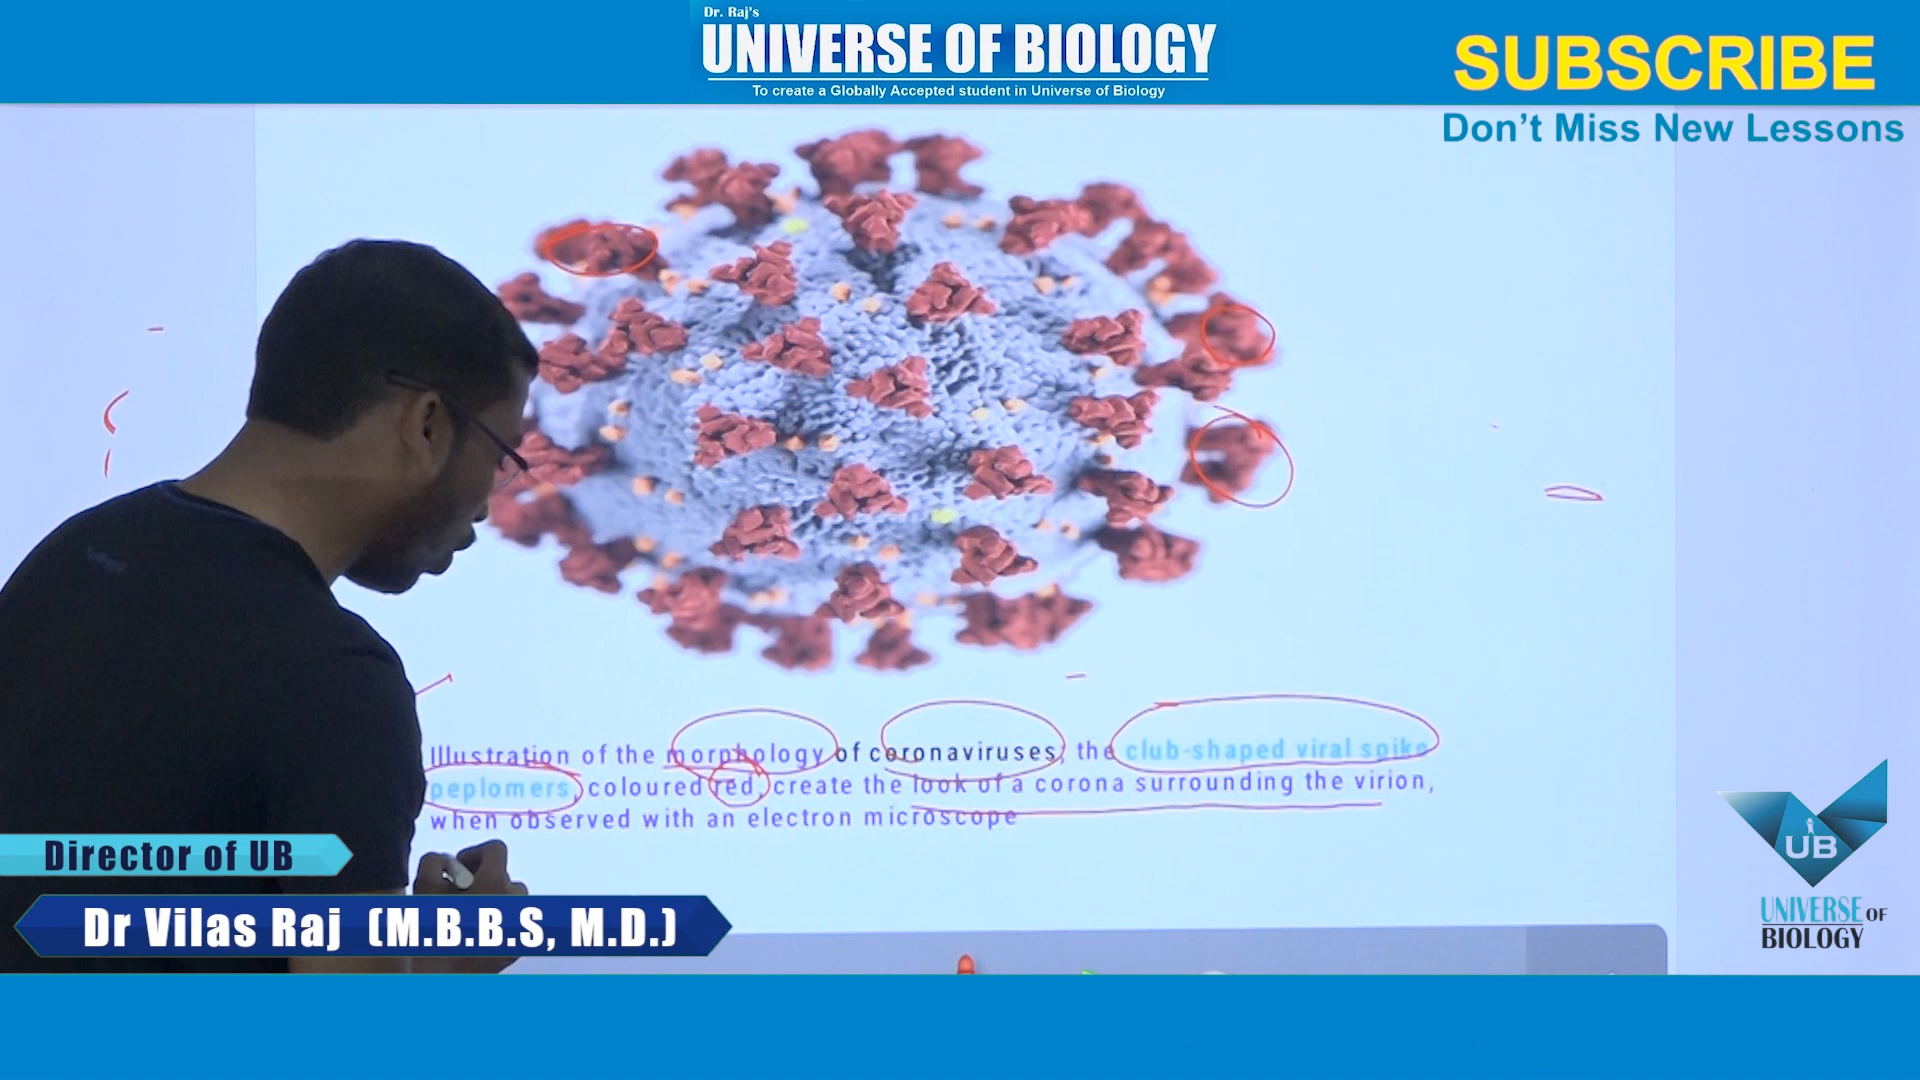 Dr. Raj's
UNIVERSE OF BIOLOGY
To create a Globally Accepted student in Universe of Biology
SUBSCRIBE
Don't Miss New Lessons
Illustration of the morphology of coronaviruses; the club-shaped viral spike
peplomers, coloured red, create the look of a corona surrounding the virion,
when observed with an electron microscope
Director of UB
Dr Vilas Raj (M.B.B.S, M.D.)
UB
UNIVERSE OF
BIOLOGY